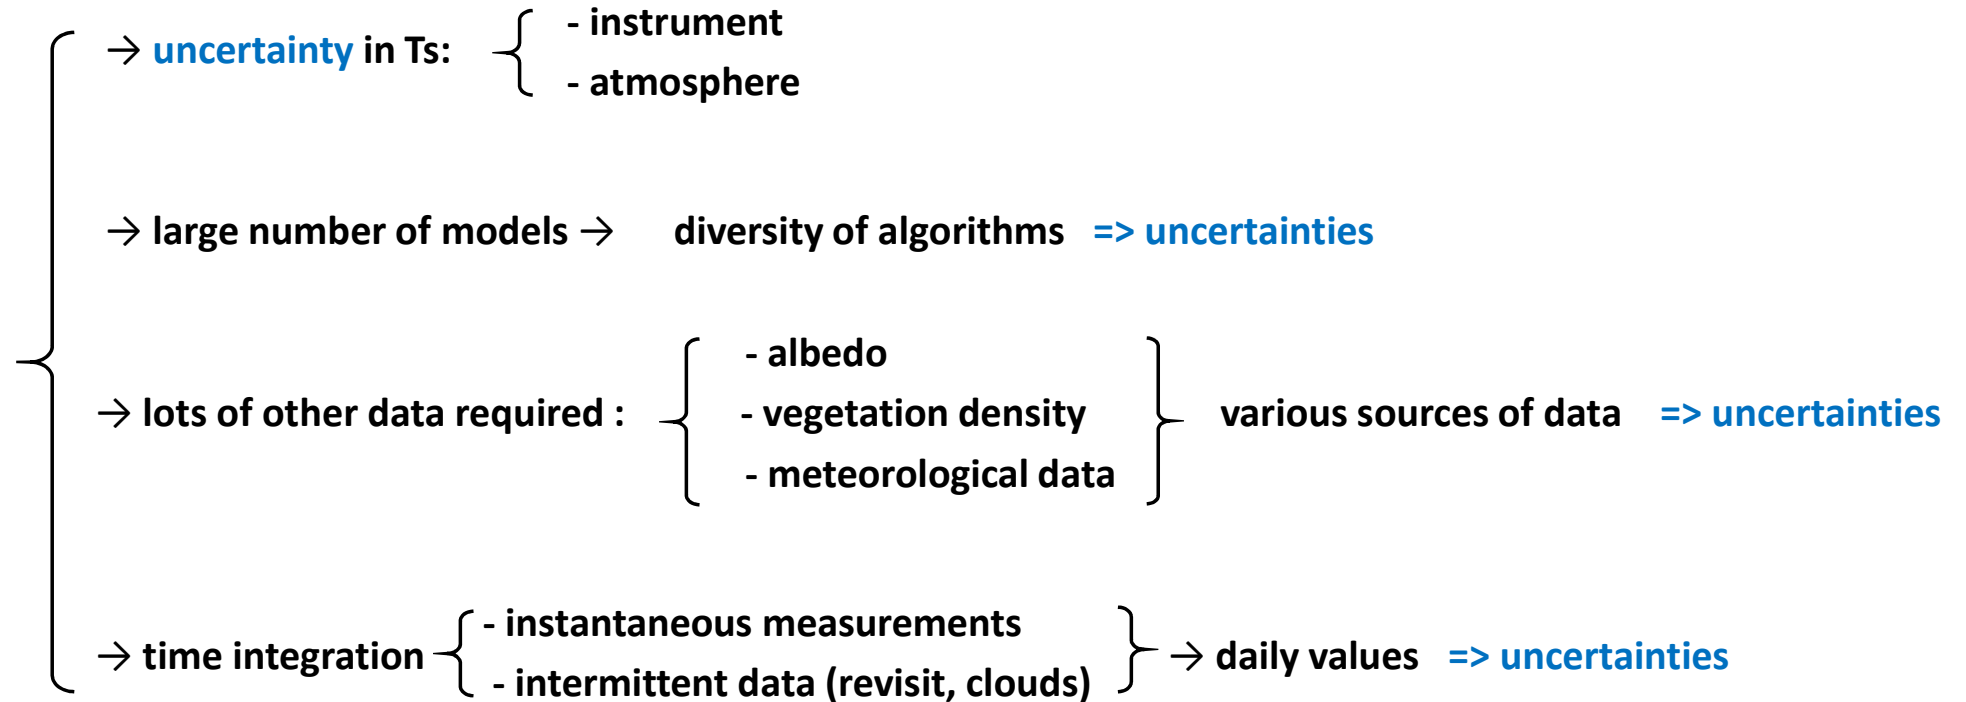 → uncertainty in Ts:
- instrument
- atmosphere
→ large number of models → diversity of algorithms => uncertainties
→ lots of other data required :
- albedo
- vegetation density
- meteorological data
various sources of data => uncertainties
→ time integration
- instantaneous measurements
- intermittent data (revisit, clouds)
→ daily values => uncertainties